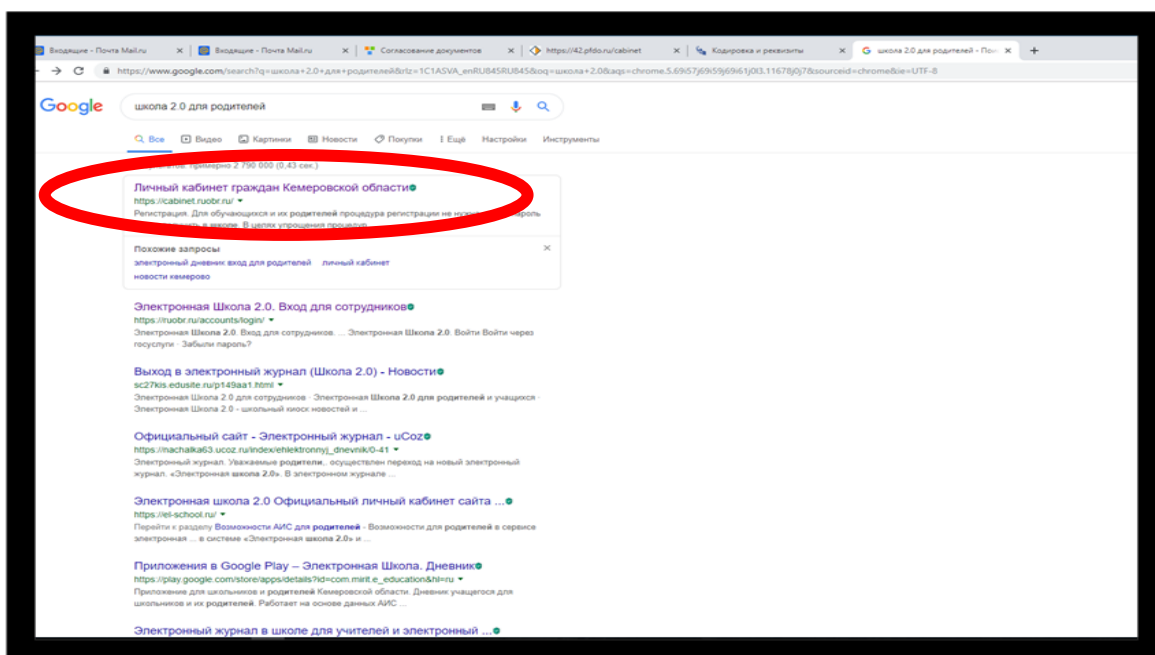 Входящие - Почта Mail.ru
Входящие - Почта Mail.ru
Согласование документов
https://42.pfdo.ru/cabinet
Кодировка и реквизиты
школа 2.0 для родителей - Пои
https://www.google.com/search?q=школа+2.0+для+родителей&rlz=1C1ASVA_enRU845RU845&oq=школа+2.0&aqs=chrome.5.69i57j69i59j69i61j0l3.11678j0j7&sourceid=chrome&ie=UTF-8
Google
школа 2.0 для родителей
Все Видео Картинки Новости Покупки Ещё Настройки Инструменты
примерно 2 790 000 (0,43 сек.)
Личный кабинет граждан Кемеровской области
https://cabinet.ruobr.ru/
Регистрация. Для обучающихся и их родителей процедура регистрации не
в школе. В целях упрощения процедур
Похожие запросы
электронный дневник вход для родителей личный кабинет
новости кемерово
Электронная Школа 2.0. Вход для сотрудников
https://ruobr.ru/accounts/login/
Электронная Школа 2.0. Вход для сотрудников. ... Электронная Школа 2.0. Войти Войти через
госуслуги · Забыли пароль?
Выход в электронный журнал (Школа 2.0) - Новости
sc27kis.edusite.ru/p149aa1.html
Электронная Школа 2.0 для сотрудников · Электронная Школа 2.0 для родителей и учащихся ·
Электронная Школа 2.0 - школьный киоск новостей и ...
Официальный сайт - Электронный журнал - uCoz
https://nachalka63.ucoz.ru/index/ehlektronnyj_dnevnik/0-41
Электронный журнал. Уважаемые родители,. осуществлен переход на новый электронный
журнал. «Электронная школа 2.0». В электронном журнале ...
Электронная школа 2.0 Официальный личный кабинет сайта ...
https://el-school.ru/
Перейти к разделу Возможности АИС для родителей - Возможности для родителей в сервисе
электронная ... в системе «Электронная школа 2.0» и ...
Приложения в Google Play – Электронная Школа. Дневник
https://play.google.com/store/apps/details?id=com.mirit.e_education&hl=ru
Приложение для школьников и родителей Кемеровской области. Дневник учащегося для
школьников и их родителей. Работает на основе данных АИС ...
Электронный журнал в школе для учителей и электронный ...